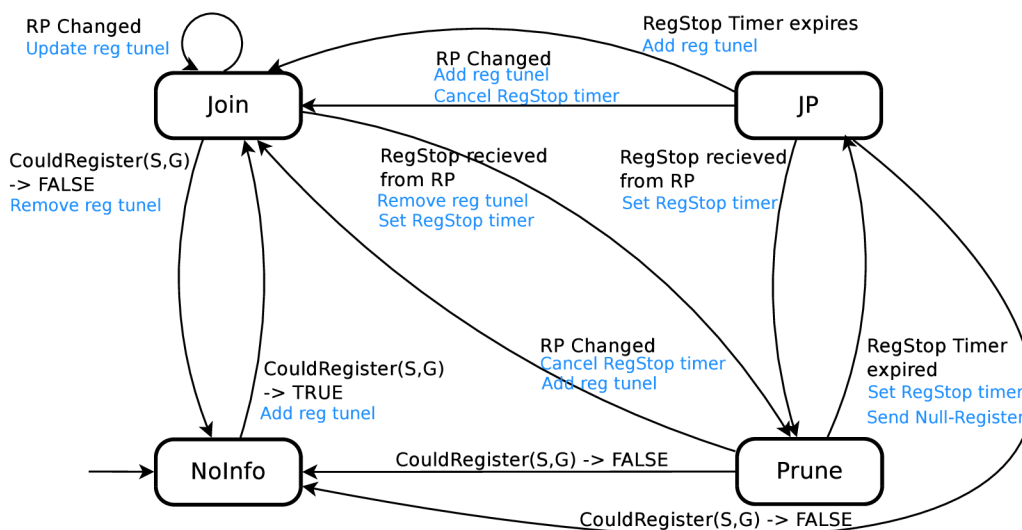 RP Changed
Update reg tunel
RegStop Timer expires
Add reg tunel
RP Changed
Add reg tunel
Cancel RegStop timer
Join
JP
CouldRegister(S,G)
-> FALSE
Remove reg tunel
RegStop recieved
from RP
Remove reg tunel
Set RegStop timer
RegStop recieved
from RP
Set RegStop timer
CouldRegister(S,G)
-> TRUE
Add reg tunel
RP Changed
Cancel RegStop timer
Add reg tunel
RegStop Timer
expired
Set RegStop timer
Send Null-Register
NoInfo
CouldRegister(S,G) -> FALSE
Prune
CouldRegister(S,G) -> FALSE